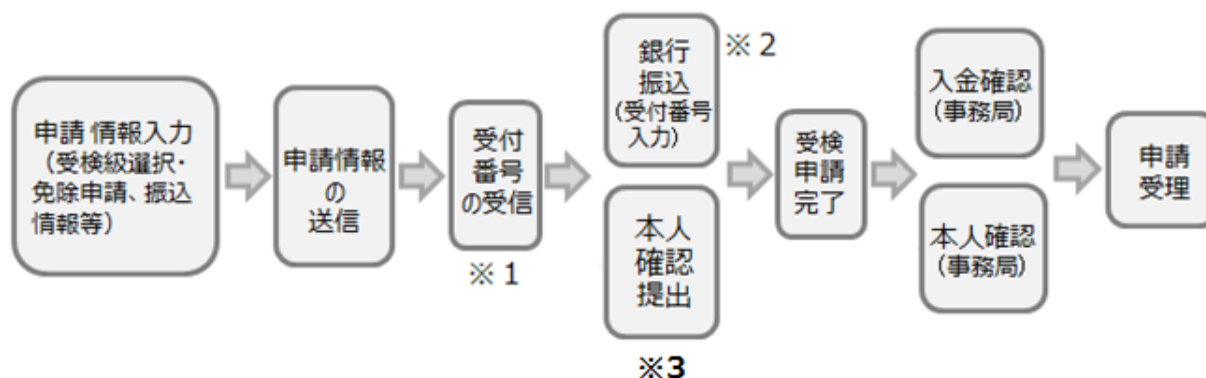 申請情報入力
（受検級選択・
免除申請、振込
情報等）
申請情報
の
送信
受付
番号
の受信
※１
銀行
振込
(受付番号
入力)
※２
本人
確認
提出
※3
受検
申請
完了
入金確認
(事務局)
本人確認
(事務局)
申請
受理